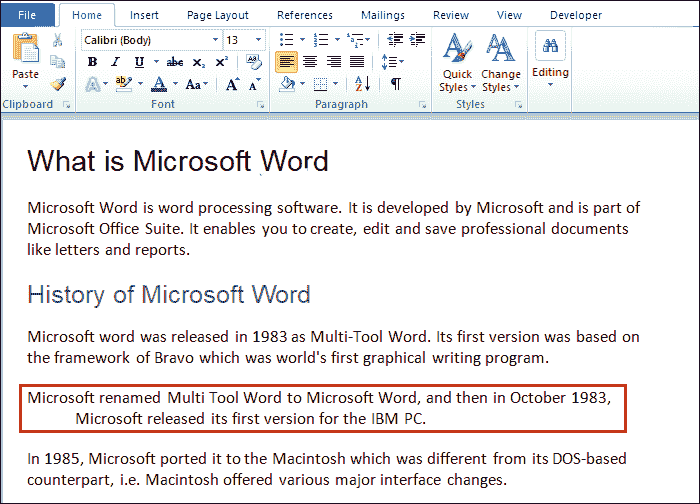 File Home Insert Page Layout References Mailings Review View Developer
Calibri (Body) 13
Paste
B I U abc x₂ x²
A ab A Aa A A
Quick Styles Change Styles Editing
Clipboard Font Paragraph Styles
What is Microsoft Word
Microsoft Word is word processing software. It is developed by Microsoft and is part of
Microsoft Office Suite. It enables you to create, edit and save professional documents
like letters and reports.
History of Microsoft Word
Microsoft word was released in 1983 as Multi-Tool Word. Its first version was based on
the framework of Bravo which was world's first graphical writing program.
Microsoft renamed Multi Tool Word to Microsoft Word, and then in October 1983,
Microsoft released its first version for the IBM PC.
In 1985, Microsoft ported it to the Macintosh which was different from its DOS-based
counterpart, i.e. Macintosh offered various major interface changes.